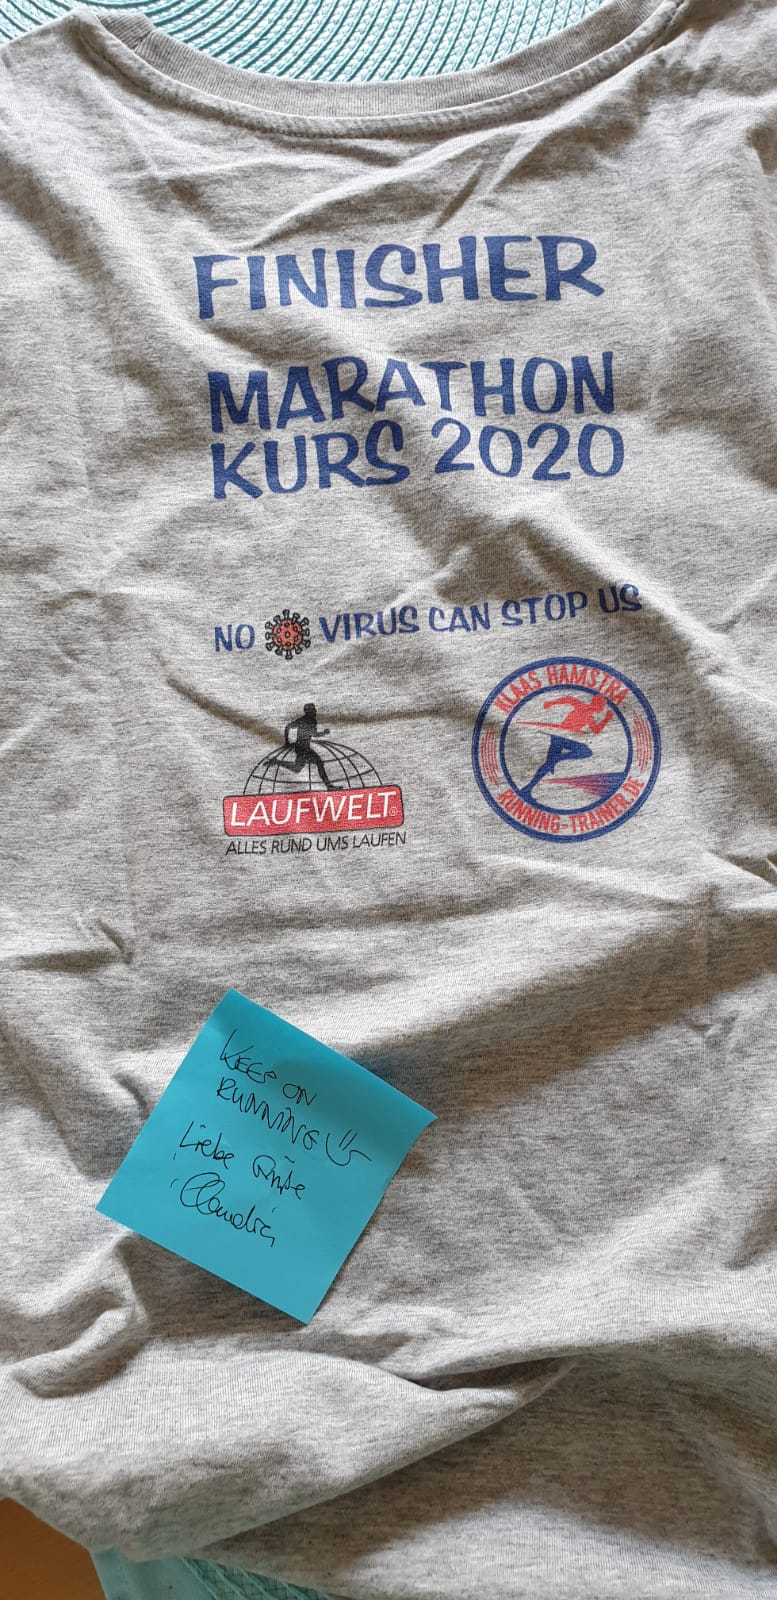 FINISHER
MARATHON
KURS 2020
NO VIRUS CAN STOP US
KLAAS HAMSTRA
RUNNING-TRAINER.DE
LAUFWELT®
ALLES RUND UMS LAUFEN
KEEP ON
RUNNING
Liebe Grüße
Claudia